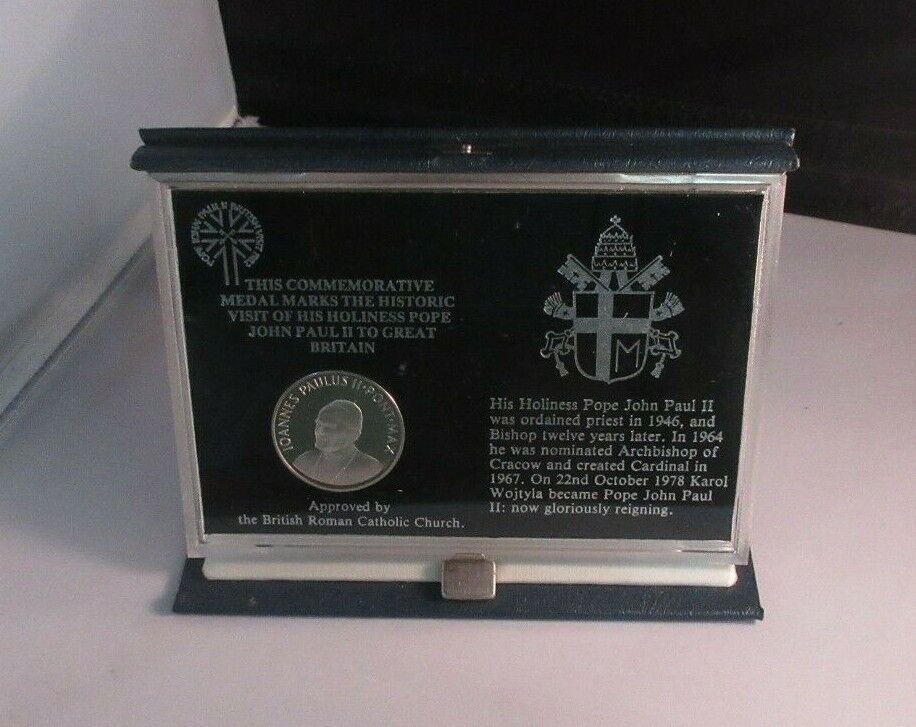 THIS COMMEMORATIVE
MEDAL MARKS THE HISTORIC
VISIT OF HIS HOLINESS POPE
JOHN PAUL II TO GREAT
BRITAIN
IOANNES PAULUS II·PONT·MAX
Approved by
the British Roman Catholic Church.
M
His Holiness Pope John Paul II
was ordained priest in 1946, and
Bishop twelve years later. In 1964
he was nominated Archbishop of
Cracow and created Cardinal in
1967. On 22nd October 1978 Karol
Wojtyla became Pope John Paul
II: now gloriously reigning.